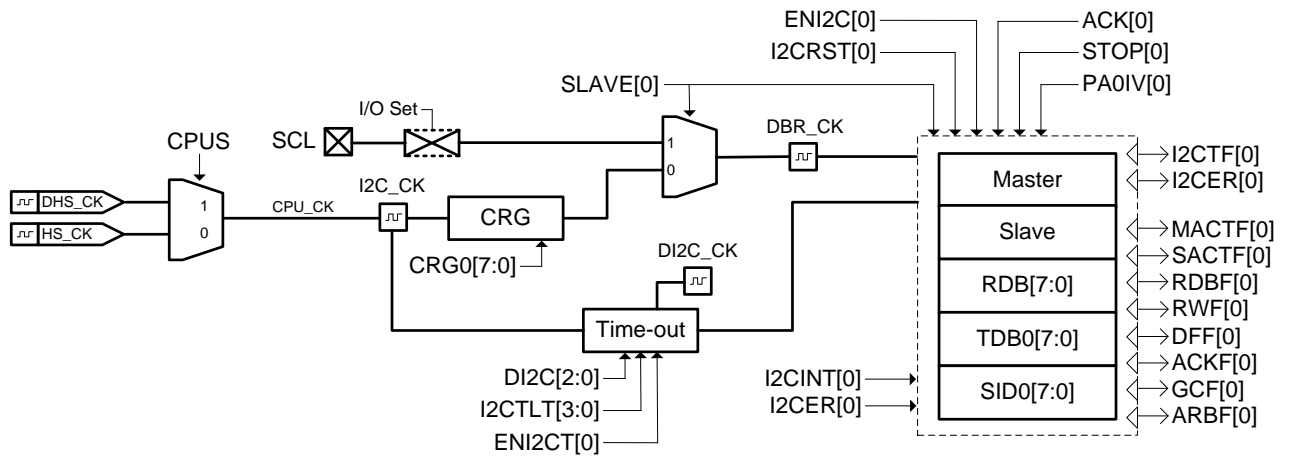 ENI2C[0]
ACK[0]
I2CRST[0]
STOP[0]
SLAVE[0]
PA0IV[0]
I/O Set
CPUS
SCL
1
0
DBR_CK
I2CTF[0]
I2CER[0]
Master
DHS_CK
HS_CK
1
0
CPU_CK
I2C_CK
CRG
CRG0[7:0]
Slave
MACTF[0]
SACTF[0]
DI2C_CK
RDB[7:0]
RDBF[0]
RWF[0]
Time-out
TDB0[7:0]
DFF[0]
ACKF[0]
DI2C[2:0]
I2CTLT[3:0]
ENI2CT[0]
I2CINT[0]
I2CER[0]
SID0[7:0]
GCF[0]
ARBF[0]